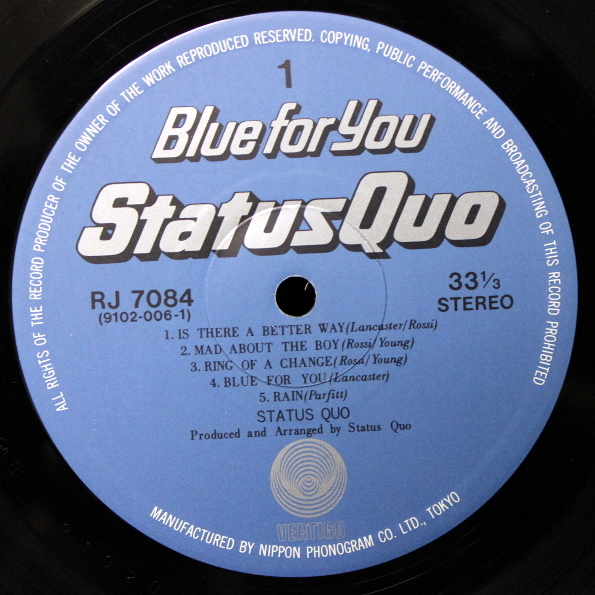 ALL RIGHTS OF THE RECORD PRODUCER OF THE OWNER OF THE WORK REPRODUCED RESERVED. COPYING, PUBLIC PERFORMANCE AND BROADCASTING OF THIS RECORD PROHIBITED
1
Blue for You
Status Quo
RJ 7084
(9102-006-1)
33⅓
STEREO
1. IS THERE A BETTER WAY (Lancaster/Rossi)
2. MAD ABOUT THE BOY (Rossi/Young)
3. RING OF A CHANGE (Rossi/Young)
4. BLUE FOR YOU (Lancaster)
5. RAIN (Parfitt)
STATUS QUO
Produced and Arranged by Status Quo
VERTIGO
MANUFACTURED BY NIPPON PHONOGRAM CO. LTD., TOKYO